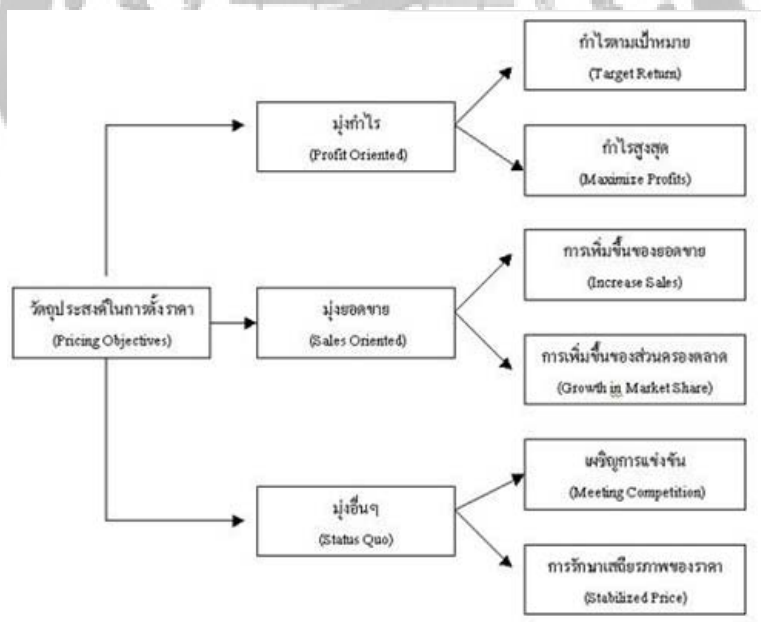 วัตถุประสงค์ในการตั้งราคา
(Pricing Objectives)
มุ่งกำไร
(Profit Oriented)
กำไรตามเป้าหมาย
(Target Return)
กำไรสูงสุด
(Maximize Profits)
มุ่งยอดขาย
(Sales Oriented)
การเพิ่มขึ้นของยอดขาย
(Increase Sales)
การเพิ่มขึ้นของส่วนครองตลาด
(Growth in Market Share)
มุ่งอื่นๆ
(Status Quo)
เผชิญการแข่งขัน
(Meeting Competition)
การรักษาเสถียรภาพของราคา
(Stabilized Price)